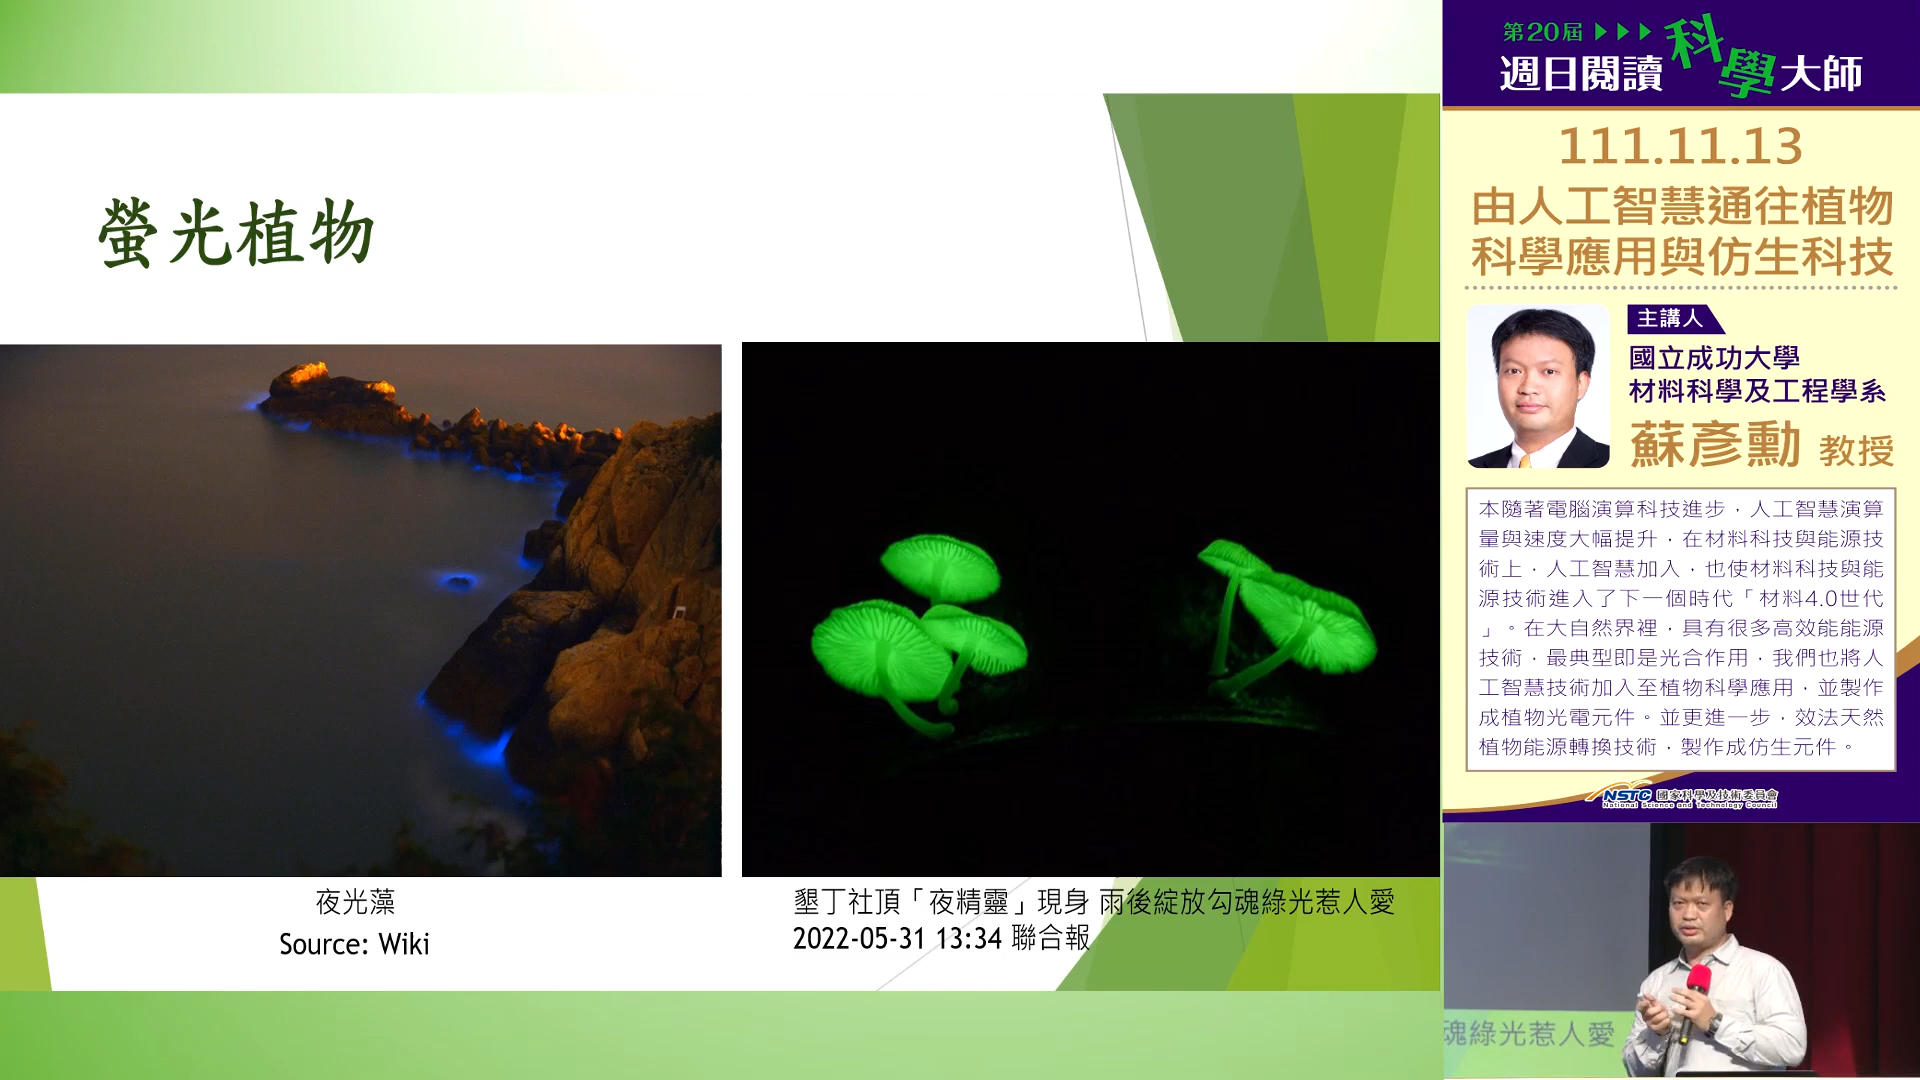 螢光植物
夜光藻
Source: Wiki
墾丁社頂「夜精靈」現身 雨後綻放勾魂綠光惹人愛
2022-05-31 13:34 聯合報
第20屆
週日閱讀科學大師
111.11.13
由人工智慧通往植物
科學應用與仿生科技
主講人
國立成功大學
材料科學及工程學系
蘇彥勳 教授
本隨著電腦演算科技進步，人工智慧演算
量與速度大幅提升，在材料科技與能源技
術上，人工智慧加入，也使材料科技與能
源技術進入了下一個時代「材料4.0世代
」。在大自然界裡，具有很多高效能能源
技術，最典型即是光合作用，我們也將人
工智慧技術加入至植物科學應用，並製作
成植物光電元件。並更進一步，效法天然
植物能源轉換技術，製作成仿生元件。
NSTC 國家科學及技術委員會
National Science and Technology Council
魂綠光惹人愛